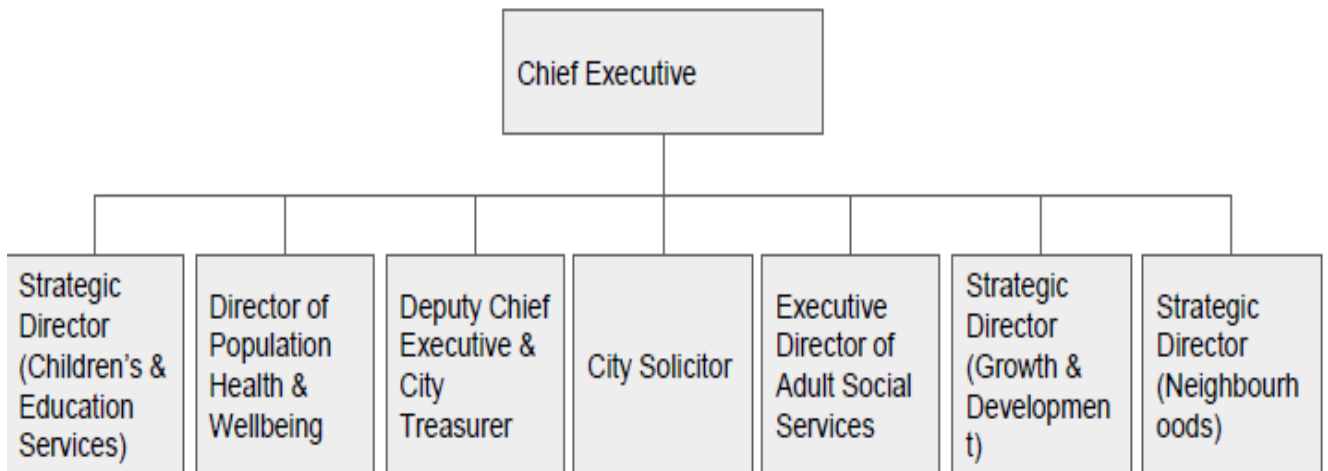 Chief Executive
Strategic
Director
(Children’s &
Education
Services)
Director of
Population
Health &
Wellbeing
Deputy Chief
Executive &
City
Treasurer
City Solicitor
Executive
Director of
Adult Social
Services
Strategic
Director
(Growth &
Developmen
t)
Strategic
Director
(Neighbourh
oods)